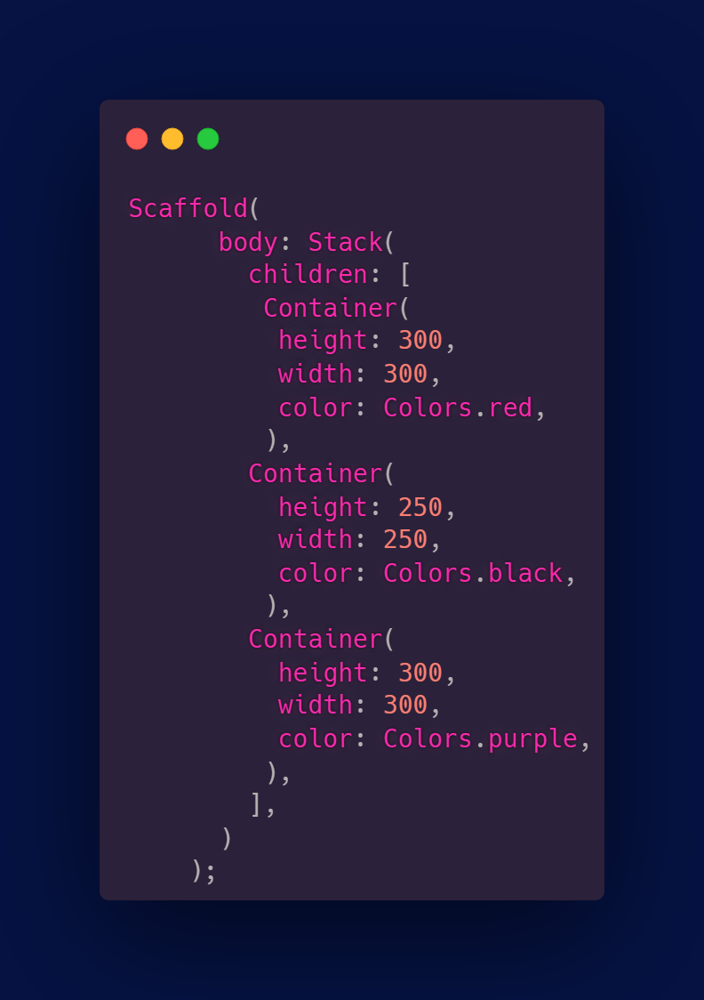 Scaffold(
      body: Stack(
        children: [
         Container(
          height: 300,
          width: 300,
          color: Colors.red,
         ),
        Container(
          height: 250,
          width: 250,
          color: Colors.black,
         ),
        Container(
          height: 300,
          width: 300,
          color: Colors.purple,
         ),
        ],
      )
    );